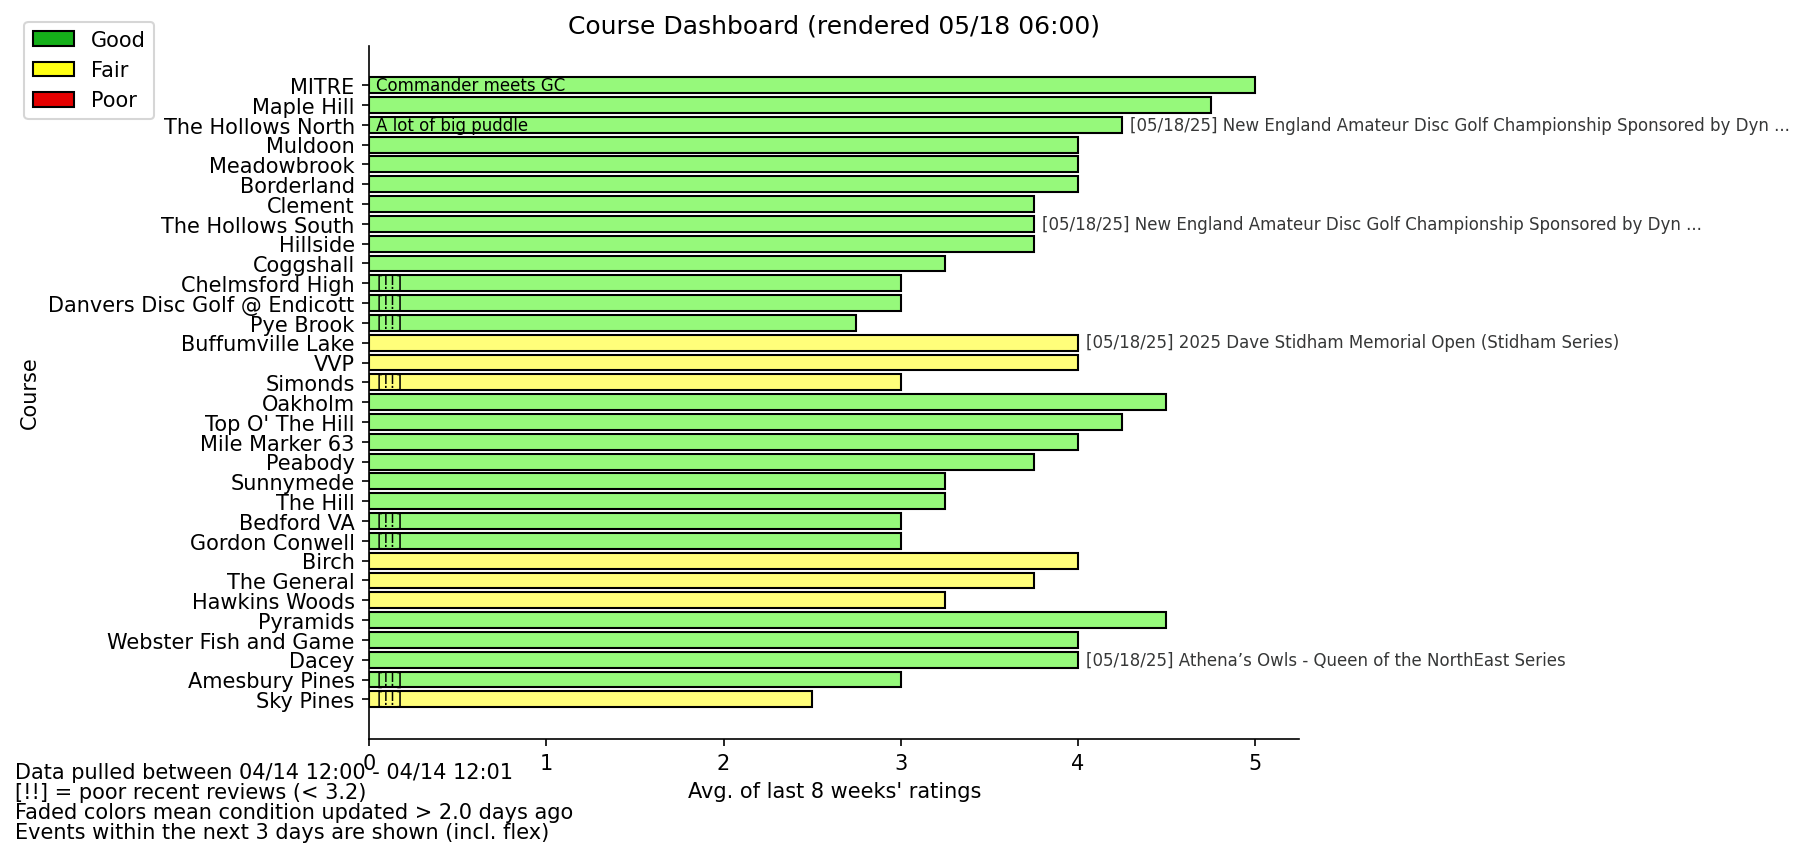 Course Dashboard (rendered 05/18 06:00)
Good
Fair
Poor
MITRE
Commander meets GC
Maple Hill
The Hollows North
A lot of big puddle
[05/18/25] New England Amateur Disc Golf Championship Sponsored by Dyn ...
Muldoon
Meadowbrook
Borderland
Clement
The Hollows South
[05/18/25] New England Amateur Disc Golf Championship Sponsored by Dyn ...
Hillside
Coggshall
Chelmsford High
[!!]
Danvers Disc Golf @ Endicott
[!!]
Pye Brook
[!!]
Buffumville Lake
[05/18/25] 2025 Dave Stidham Memorial Open (Stidham Series)
VVP
Simonds
[!!]
Oakholm
Top O' The Hill
Mile Marker 63
Peabody
Sunnymede
The Hill
Bedford VA
[!!]
Gordon Conwell
[!!]
Birch
The General
Hawkins Woods
Pyramids
Webster Fish and Game
Dacey
[05/18/25] Athena’s Owls - Queen of the NorthEast Series
Amesbury Pines
[!!]
Sky Pines
[!!]
Course
0 1 2 3 4 5
Avg. of last 8 weeks' ratings
Data pulled between 04/14 12:00 - 04/14 12:01
[!!] = poor recent reviews (< 3.2)
Faded colors mean condition updated > 2.0 days ago
Events within the next 3 days are shown (incl. flex)